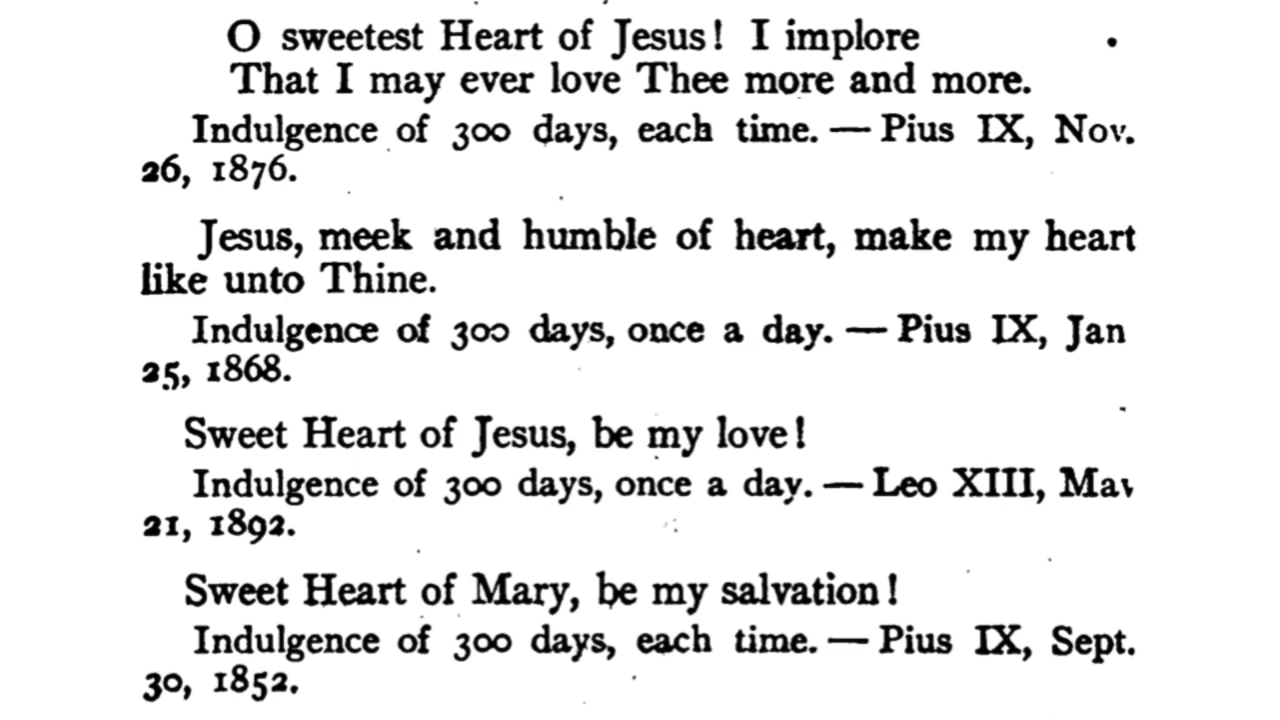 O sweetest Heart of Jesus! I implore
That I may ever love Thee more and more.
Indulgence of 300 days, each time. — Pius IX, Nov.
26, 1876.
Jesus, meek and humble of heart, make my heart
like unto Thine.
Indulgence of 300 days, once a day. — Pius IX, Jan
25, 1868.
Sweet Heart of Jesus, be my love!
Indulgence of 300 days, once a day. — Leo XIII, May
21, 1892.
Sweet Heart of Mary, be my salvation!
Indulgence of 300 days, each time. — Pius IX, Sept.
30, 1852.